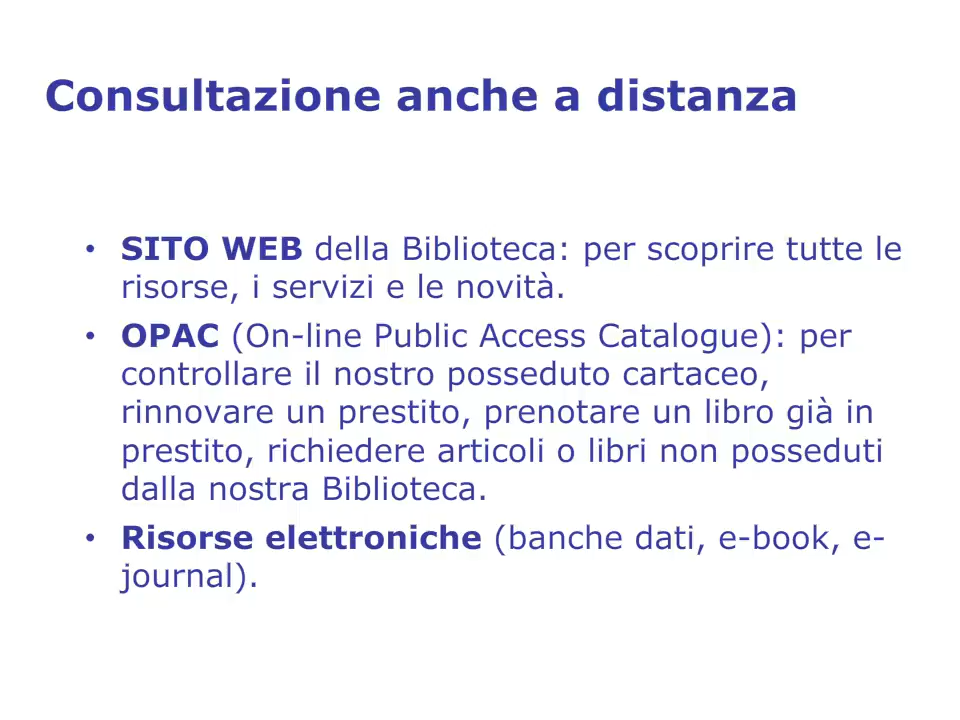 Consultazione anche a distanza
• SITO WEB della Biblioteca: per scoprire tutte le
risorse, i servizi e le novità.
• OPAC (On-line Public Access Catalogue): per
controllare il nostro posseduto cartaceo,
rinnovare un prestito, prenotare un libro già in
prestito, richiedere articoli o libri non posseduti
dalla nostra Biblioteca.
• Risorse elettroniche (banche dati, e-book, e-
journal).